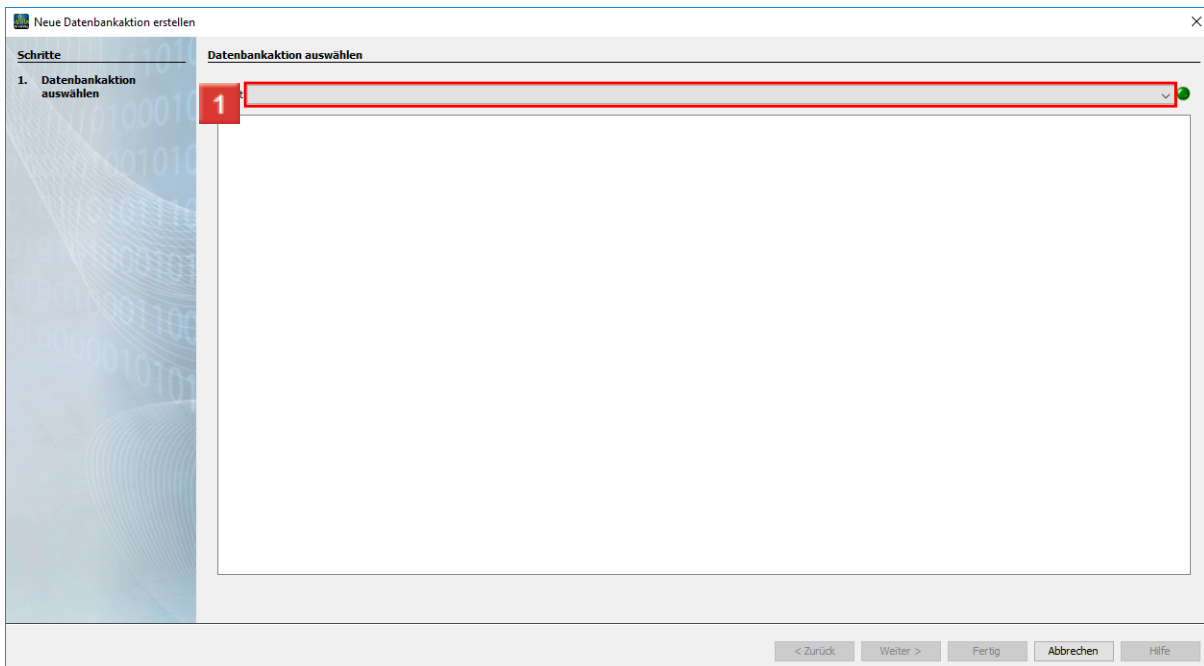 Neue Datenbankaktion erstellen
Schritte
1. Datenbankaktion
auswählen
Datenbankaktion auswählen
1
< Zurück Weiter > Fertig Abbrechen Hilfe